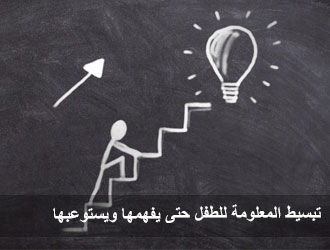 تبسيط المعلومة للطفل حتى يفهمها ويستوعبها